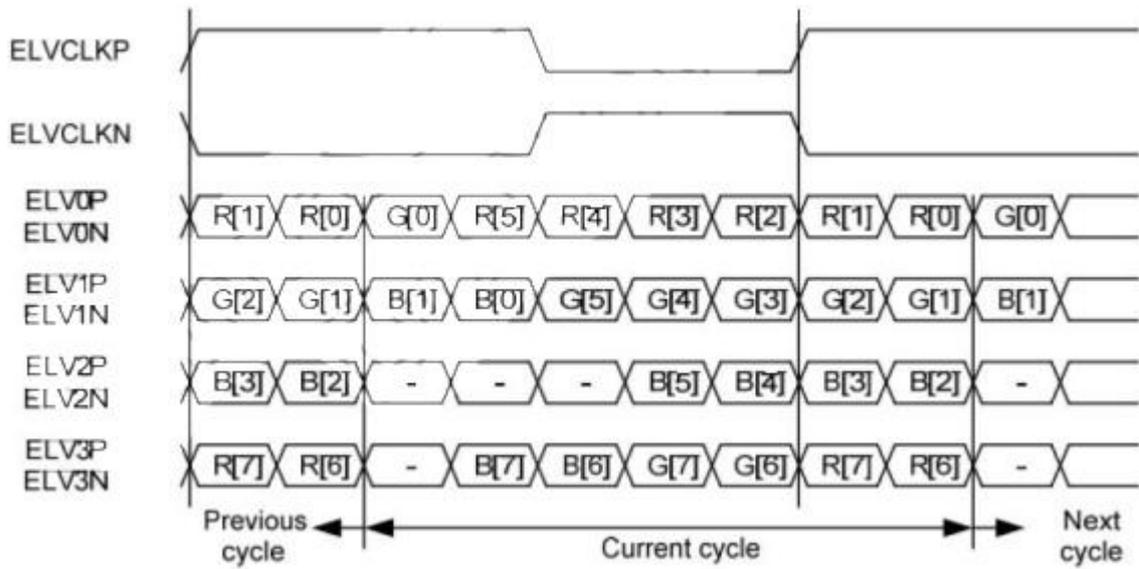 ELVCLKP
ELVCLKN
ELV0P
ELV0N
R[1] R[0] G[0] R[5] R[4] R[3] R[2] R[1] R[0] G[0]
ELV1P
ELV1N
G[2] G[1] B[1] B[0] G[5] G[4] G[3] G[2] G[1] B[1]
ELV2P
ELV2N
B[3] B[2] - - - B[5] B[4] B[3] B[2] -
ELV3P
ELV3N
R[7] R[6] - B[7] B[6] G[7] G[6] R[7] R[6] -
Previous
cycle
Current cycle
Next
cycle